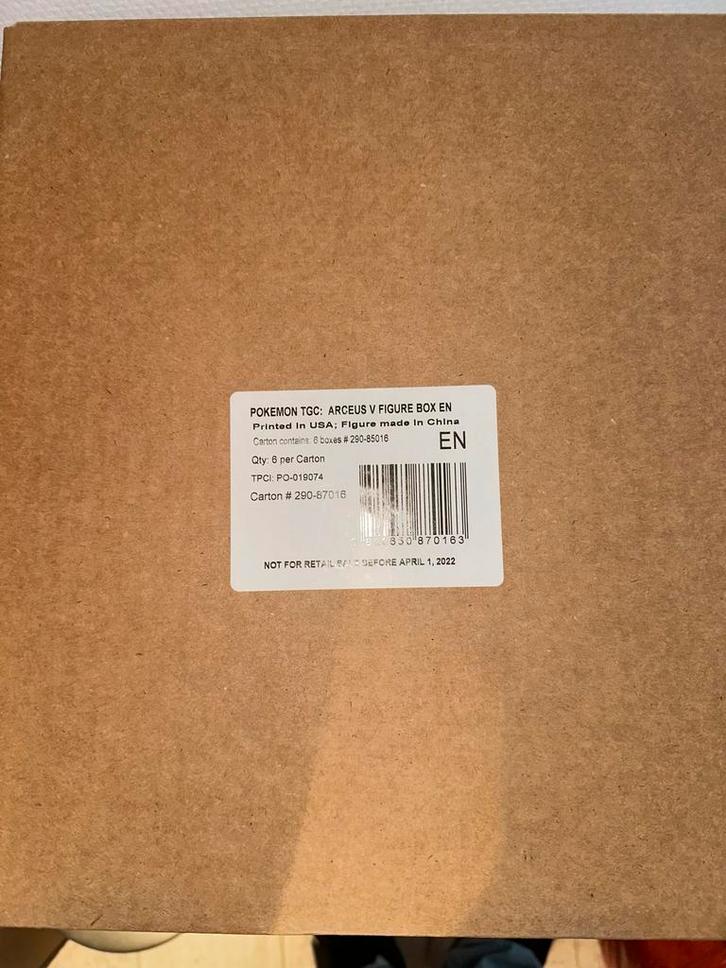 POKEMON TGC: ARCEUS V FIGURE BOX EN
Printed In USA; Figure made In China
Carton contains: 6 boxes # 290-85016
EN
Qty: 6 per Carton
TPCI: PO-019074
Carton # 290-87016
870163
NOT FOR RETAIL SALE BEFORE APRIL 1, 2022